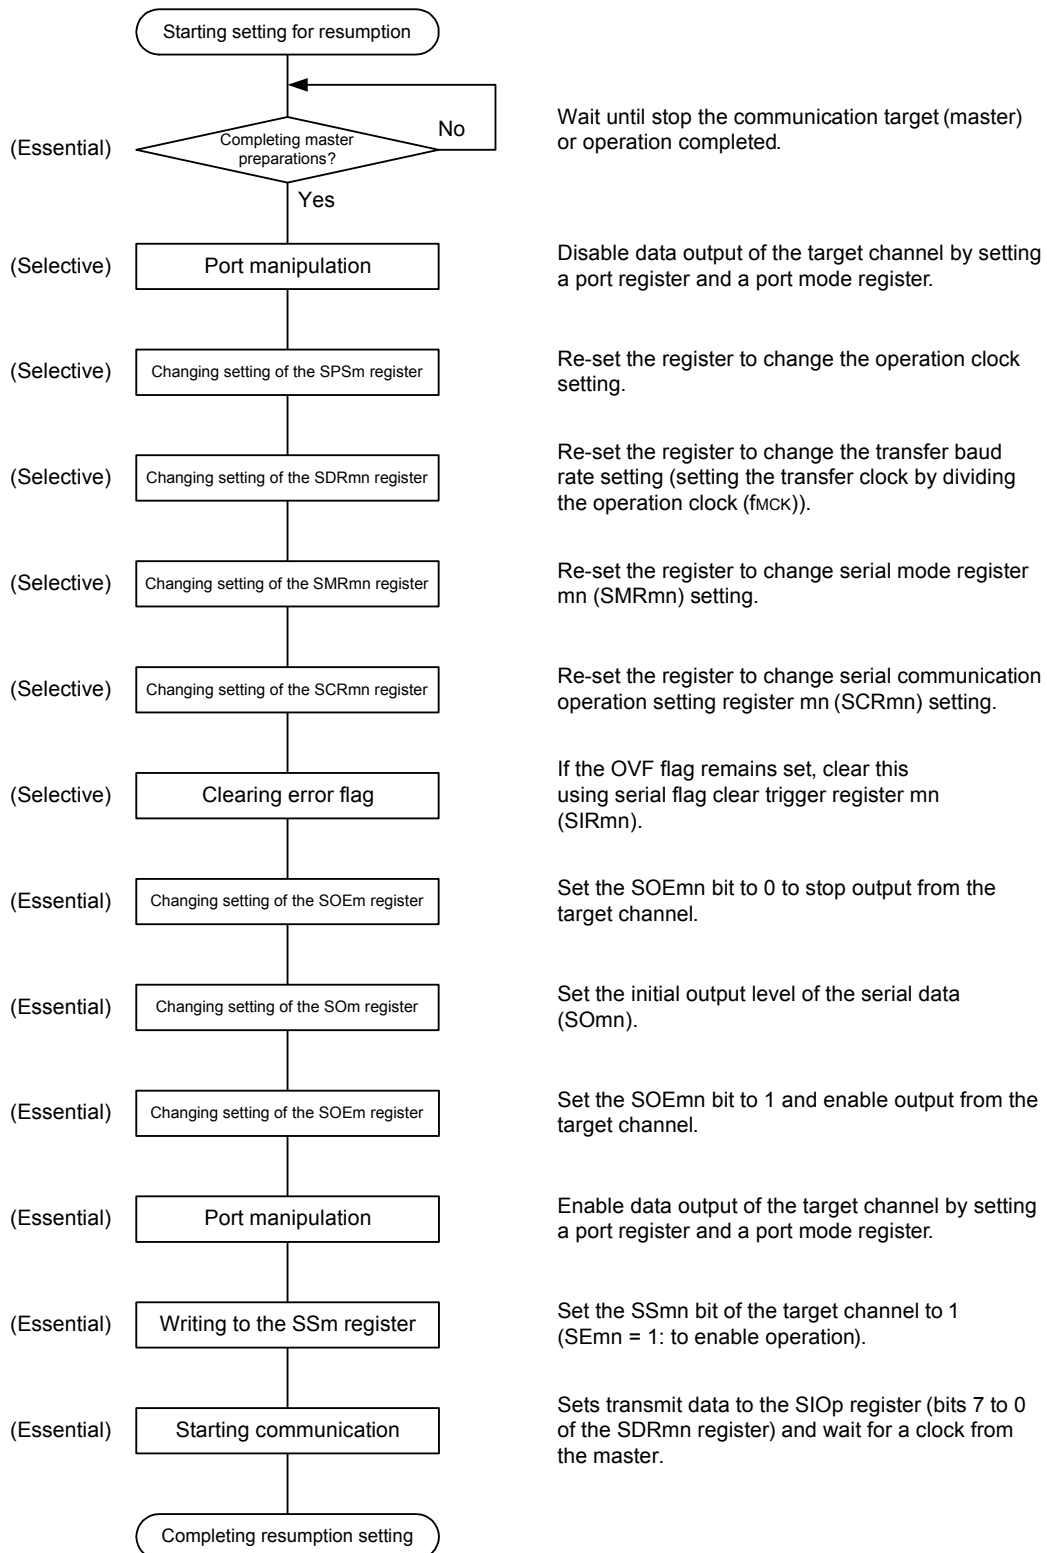 Starting setting for resumption
(Essential)
Completing master
preparations?
No
Yes
Wait until stop the communication target (master)
or operation completed.
(Selective)
Port manipulation
Disable data output of the target channel by setting
a port register and a port mode register.
(Selective)
Changing setting of the SPSm register
Re-set the register to change the operation clock
setting.
(Selective)
Changing setting of the SDRmn register
Re-set the register to change the transfer baud
rate setting (setting the transfer clock by dividing
the operation clock (fMCK)).
(Selective)
Changing setting of the SMRmn register
Re-set the register to change serial mode register
mn (SMRmn) setting.
(Selective)
Changing setting of the SCRmn register
Re-set the register to change serial communication
operation setting register mn (SCRmn) setting.
(Selective)
Clearing error flag
If the OVF flag remains set, clear this
using serial flag clear trigger register mn
(SIRmn).
(Essential)
Changing setting of the SOEm register
Set the SOEmn bit to 0 to stop output from the
target channel.
(Essential)
Changing setting of the SOm register
Set the initial output level of the serial data
(SOmn).
(Essential)
Changing setting of the SOEm register
Set the SOEmn bit to 1 and enable output from the
target channel.
(Essential)
Port manipulation
Enable data output of the target channel by setting
a port register and a port mode register.
(Essential)
Writing to the SSm register
Set the SSmn bit of the target channel to 1
(SEmn = 1: to enable operation).
(Essential)
Starting communication
Sets transmit data to the SIOp register (bits 7 to 0
of the SDRmn register) and wait for a clock from
the master.
Completing resumption setting